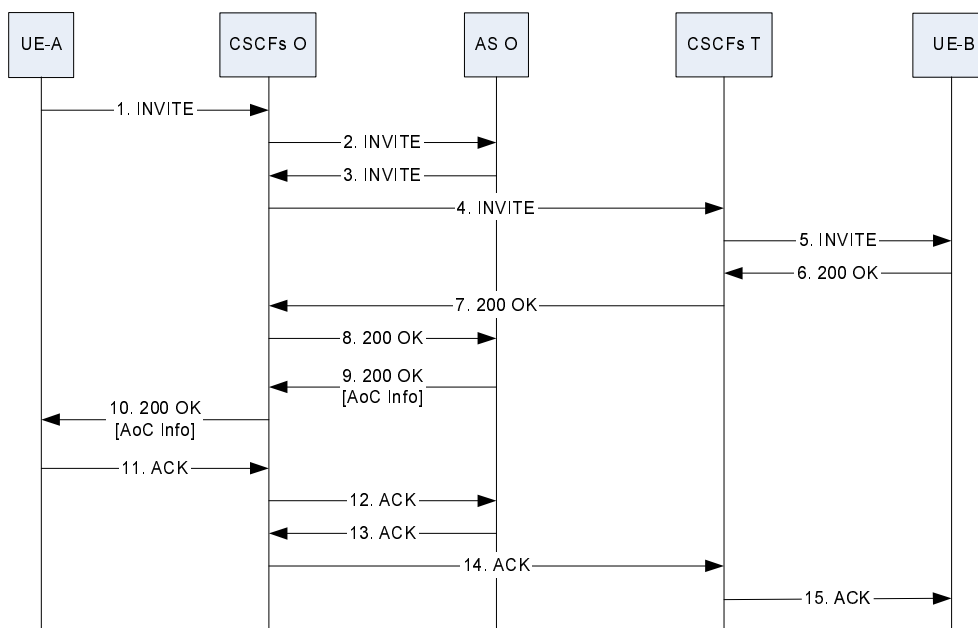 UE-A
CSCFs O
AS O
CSCFs T
UE-B
1. INVITE
2. INVITE
3. INVITE
4. INVITE
5. INVITE
6. 200 OK
7. 200 OK
8. 200 OK
9. 200 OK
[AoC Info]
10. 200 OK
[AoC Info]
11. ACK
12. ACK
13. ACK
14. ACK
15. ACK